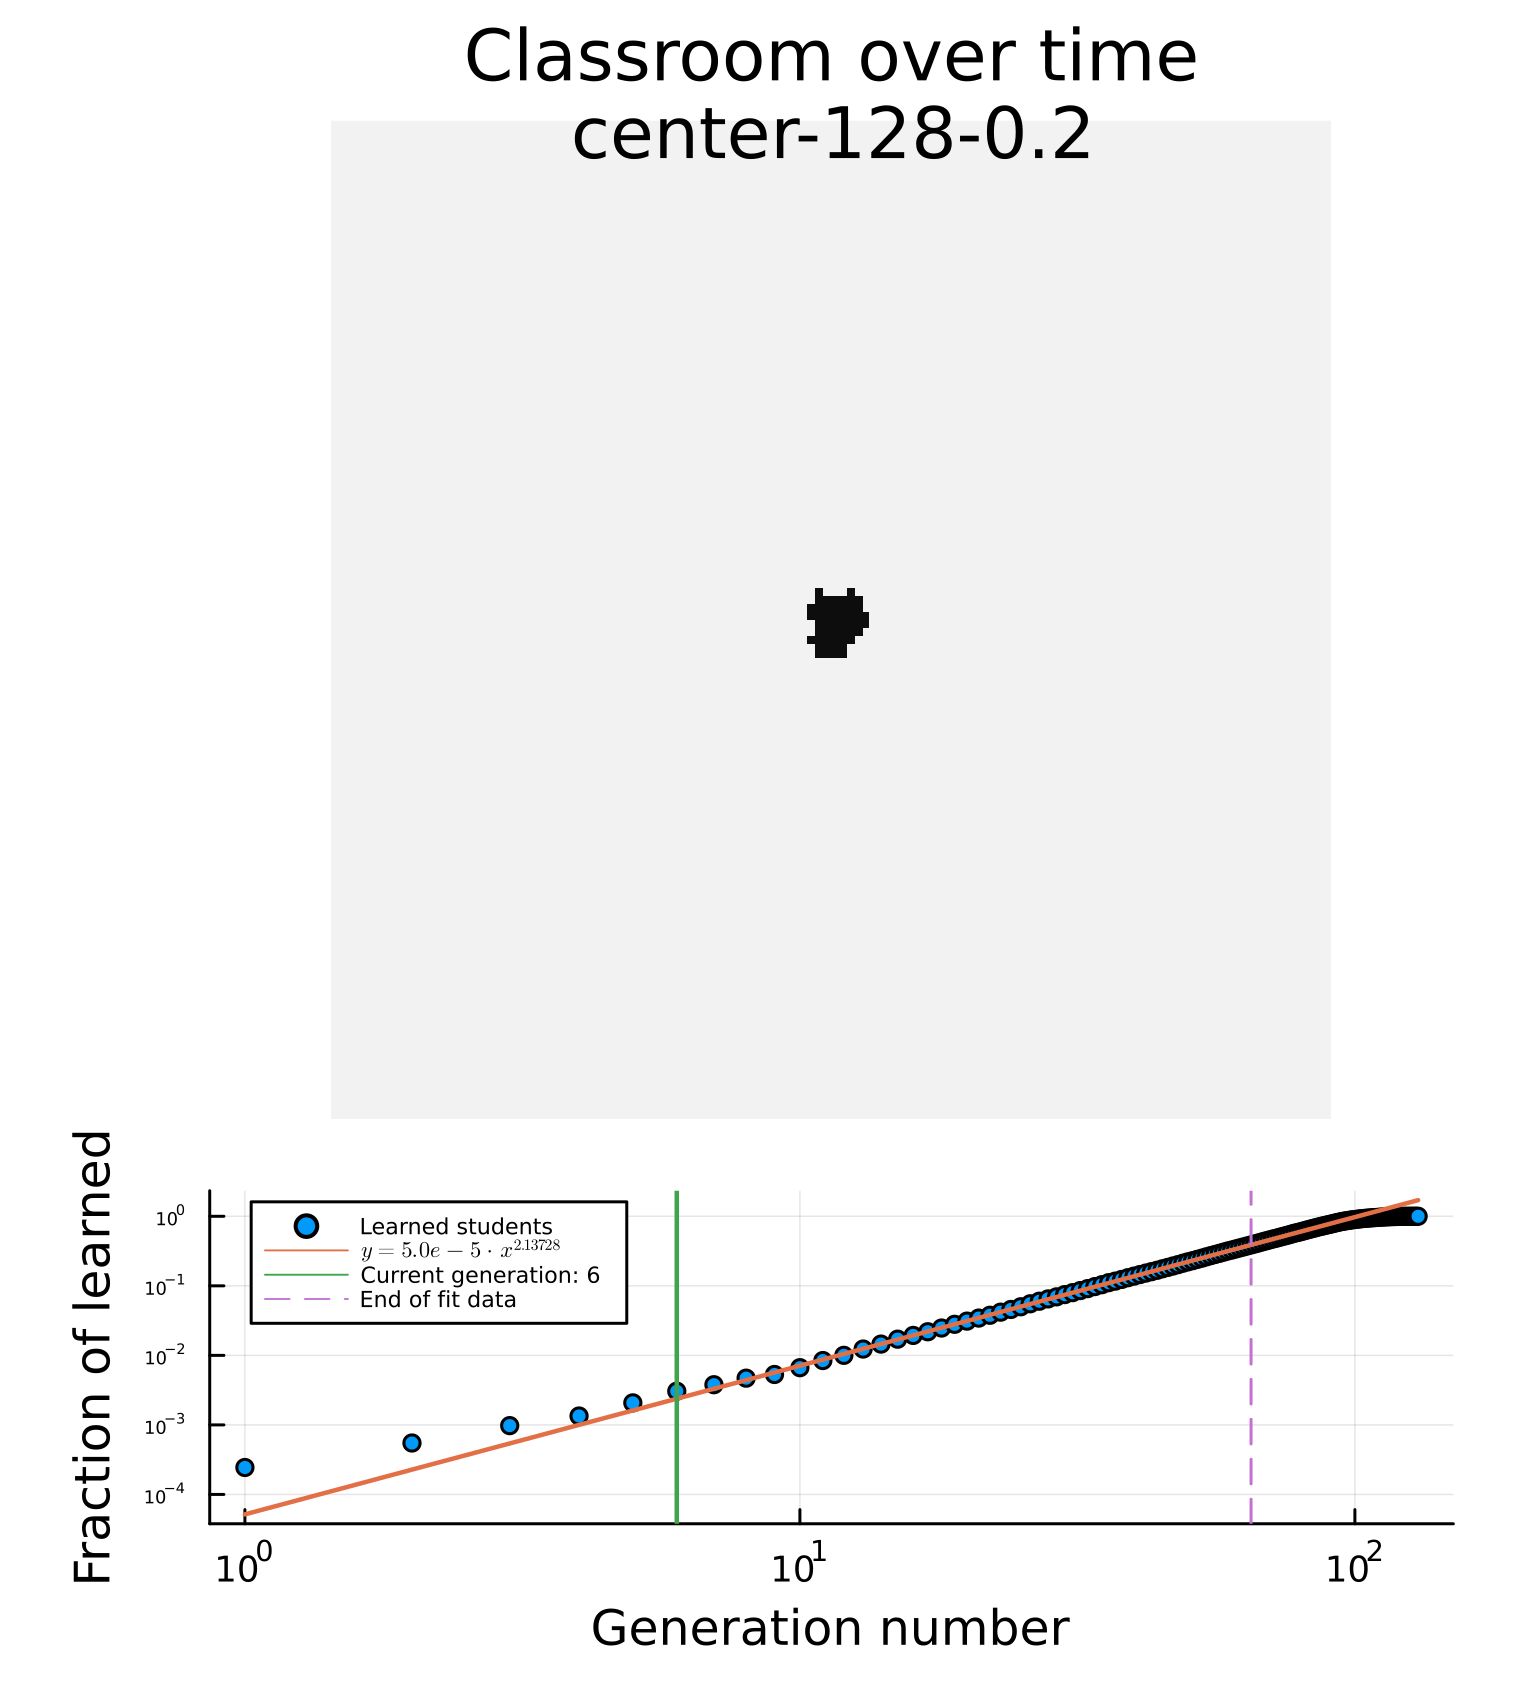 Classroom over time
center-128-0.2
Fraction of learned
10^0
10^-1
10^-2
10^-3
10^-4
Learned students
y = 5.0e − 5 · x^2.13728
Current generation: 6
End of fit data
10^0 10^1 10^2
Generation number